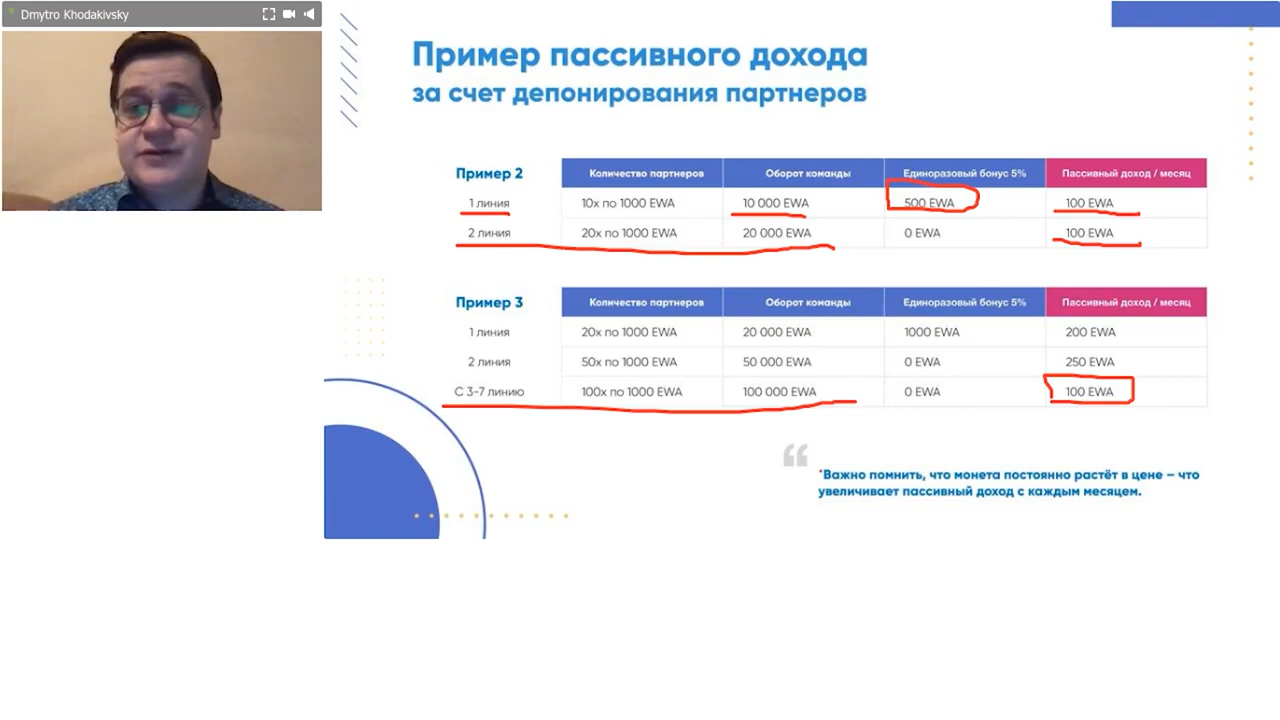 Dmytro Khodakivsky
Пример пассивного дохода
за счет депонирования партнеров
Пример 2 Количество партнеров Оборот команды Единоразовый бонус 5% Пассивный доход / месяц
1 линия 10x по 1000 EWA 10 000 EWA 500 EWA 100 EWA
2 линия 20x по 1000 EWA 20 000 EWA 0 EWA 100 EWA
Пример 3 Количество партнеров Оборот команды Единоразовый бонус 5% Пассивный доход / месяц
1 линия 20x по 1000 EWA 20 000 EWA 1000 EWA 200 EWA
2 линия 50x по 1000 EWA 50 000 EWA 0 EWA 250 EWA
С 3-7 линию 100x по 1000 EWA 100 000 EWA 0 EWA 100 EWA
*Важно помнить, что монета постоянно растёт в цене – что
увеличивает пассивный доход с каждым месяцем.